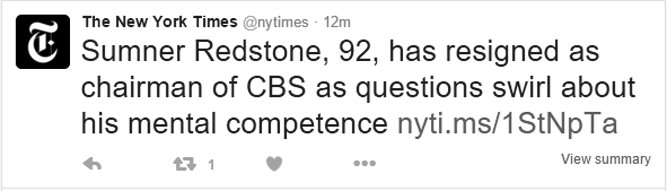 The New York Times @nytimes · 12m
Sumner Redstone, 92, has resigned as
chairman of CBS as questions swirl about
his mental competence nyti.ms/1StNpTa
1
View summary